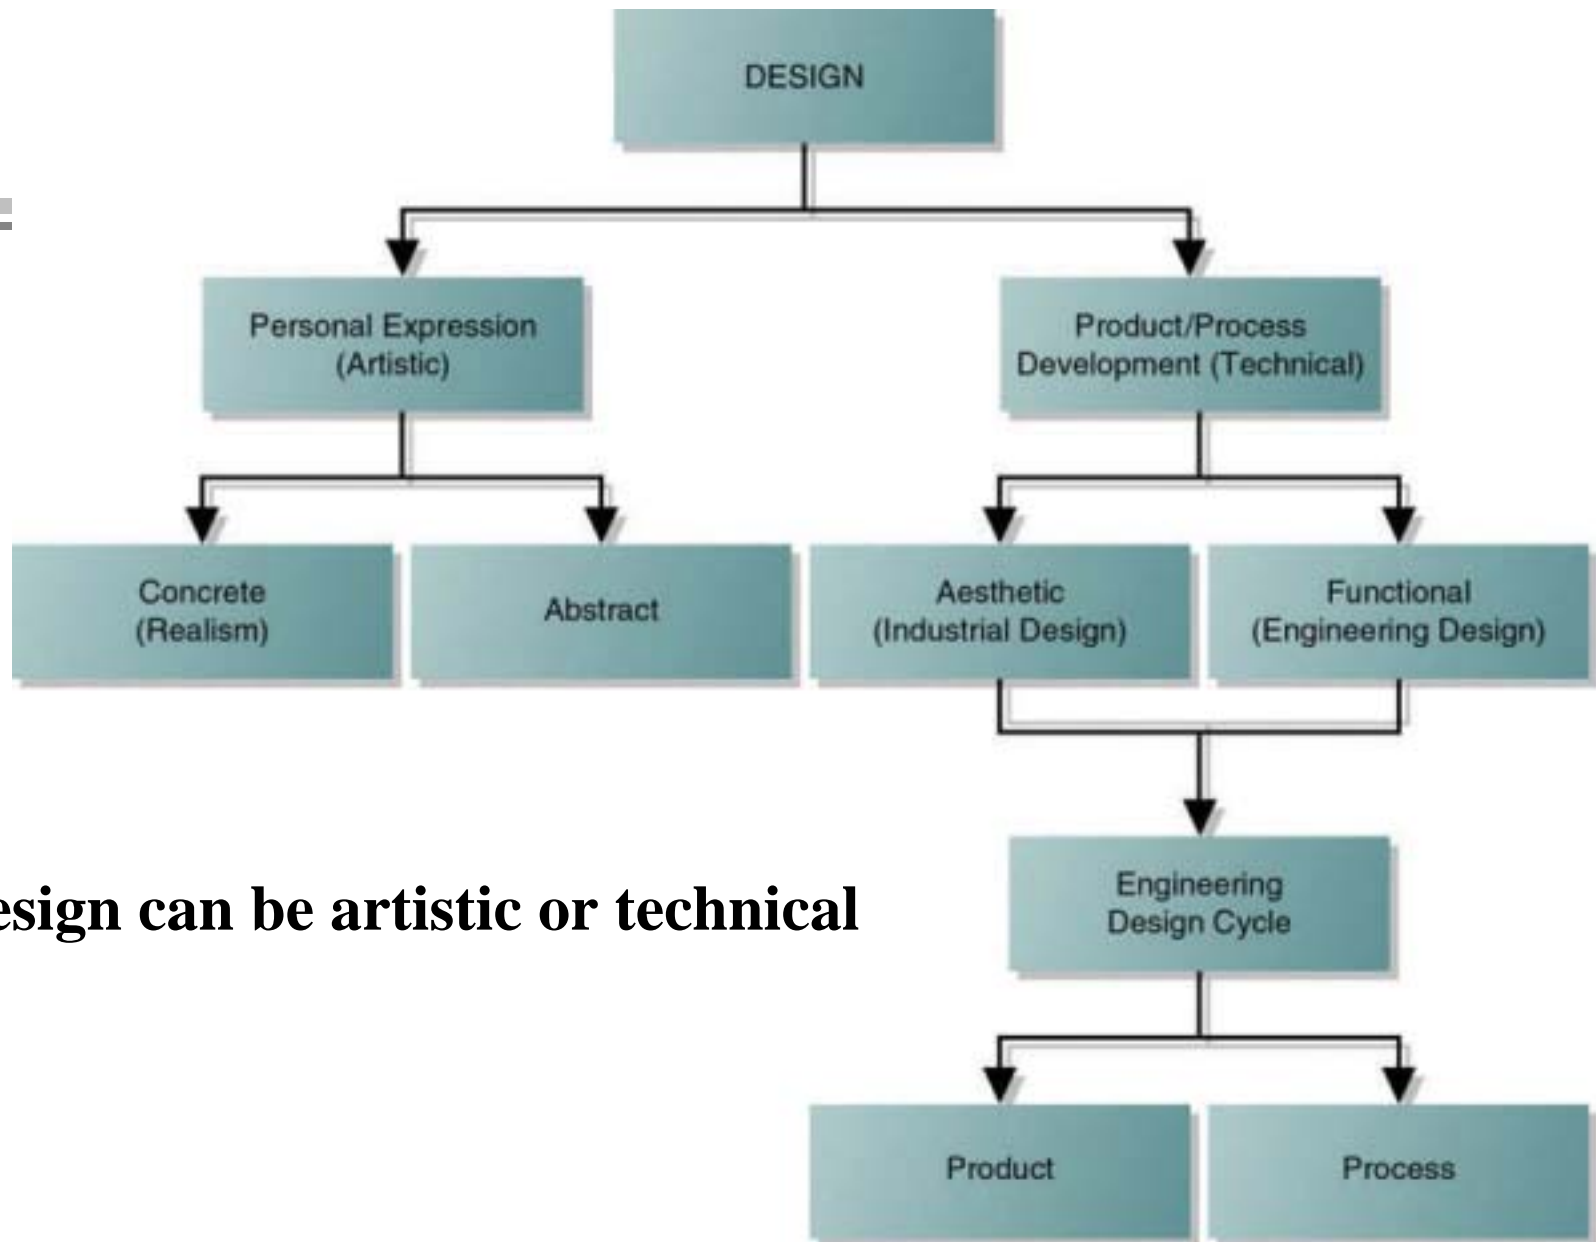 DESIGN
Personal Expression
(Artistic)
Product/Process
Development (Technical)
Concrete
(Realism)
Abstract
Aesthetic
(Industrial Design)
Functional
(Engineering Design)
esign can be artistic or technical
Engineering
Design Cycle
Product
Process